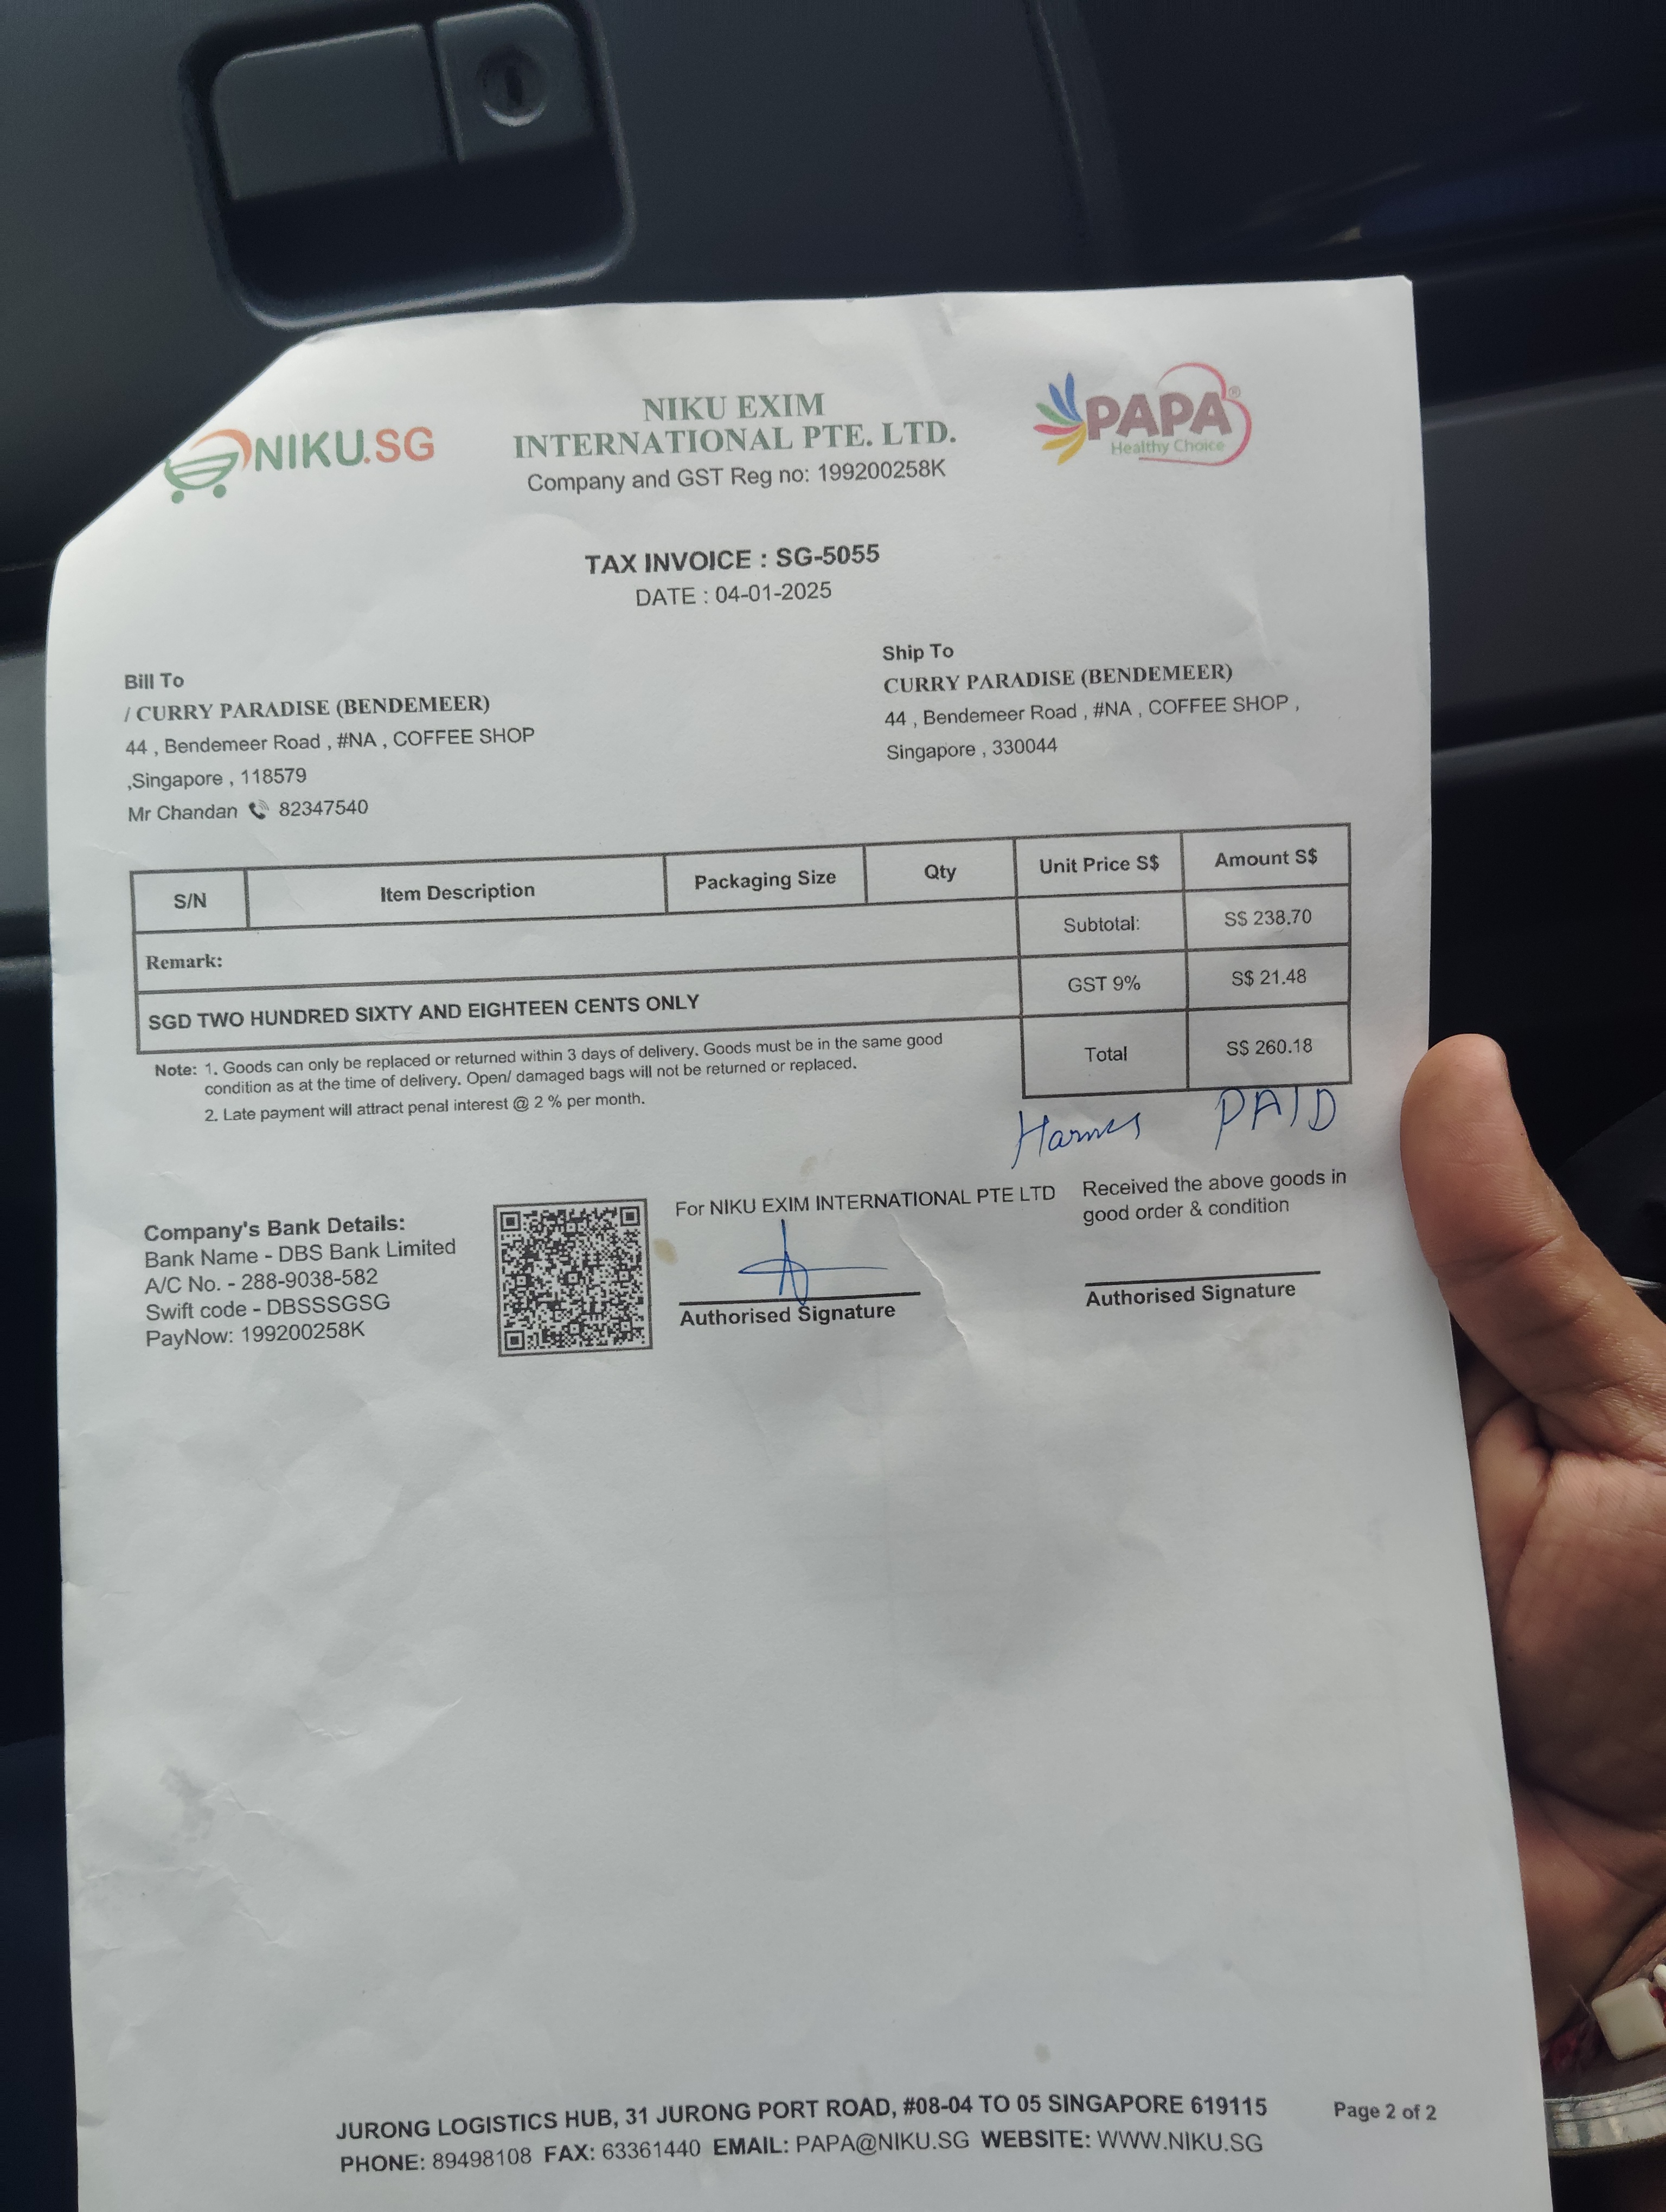 NIKU.SG
NIKU EXIM
INTERNATIONAL PTE. LTD.
Company and GST Reg no: 199200258K
PAPA®
Healthy Choice
TAX INVOICE : SG-5055
DATE : 04-01-2025
Bill To
/ CURRY PARADISE (BENDEMEER)
44 , Bendemeer Road , #NA , COFFEE SHOP
,Singapore , 118579
Mr Chandan 82347540
Ship To
CURRY PARADISE (BENDEMEER)
44 , Bendemeer Road , #NA , COFFEE SHOP ,
Singapore , 330044
S/N Item Description Packaging Size Qty Unit Price S$ Amount S$
Remark:
Subtotal: S$ 238.70
SGD TWO HUNDRED SIXTY AND EIGHTEEN CENTS ONLY
GST 9% S$ 21.48
Total S$ 260.18
Note: 1. Goods can only be replaced or returned within 3 days of delivery. Goods must be in the same good
condition as at the time of delivery. Open/ damaged bags will not be returned or replaced.
2. Late payment will attract penal interest @ 2 % per month.
PAID
Company's Bank Details:
Bank Name - DBS Bank Limited
A/C No. - 288-9038-582
Swift code - DBSSSGSG
PayNow: 199200258K
For NIKU EXIM INTERNATIONAL PTE LTD
Authorised Signature
Received the above goods in
good order & condition
Authorised Signature
JURONG LOGISTICS HUB, 31 JURONG PORT ROAD, #08-04 TO 05 SINGAPORE 619115
PHONE: 89498108 FAX: 63361440 EMAIL: PAPA@NIKU.SG WEBSITE: WWW.NIKU.SG
Page 2 of 2